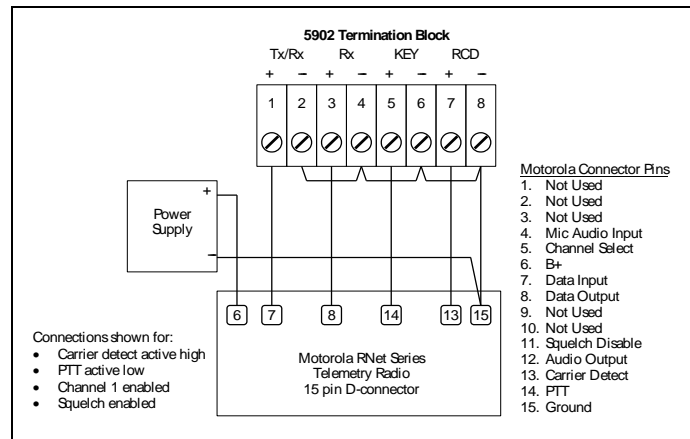 5902 Termination Block
Tx/Rx Rx KEY RCD
+ − + − + − + −
1 2 3 4 5 6 7 8
Power
Supply
+
−
Motorola Connector Pins
1. Not Used
2. Not Used
3. Not Used
4. Mic Audio Input
5. Channel Select
6. B+
7. Data Input
8. Data Output
9. Not Used
10. Not Used
11. Squelch Disable
12. Audio Output
13. Carrier Detect
14. PTT
15. Ground
6 7 8 14 13 15
Motorola RNet Series
Telemetry Radio
15 pin D-connector
Connections shown for:
• Carrier detect active high
• PTT active low
• Channel 1 enabled
• Squelch enabled